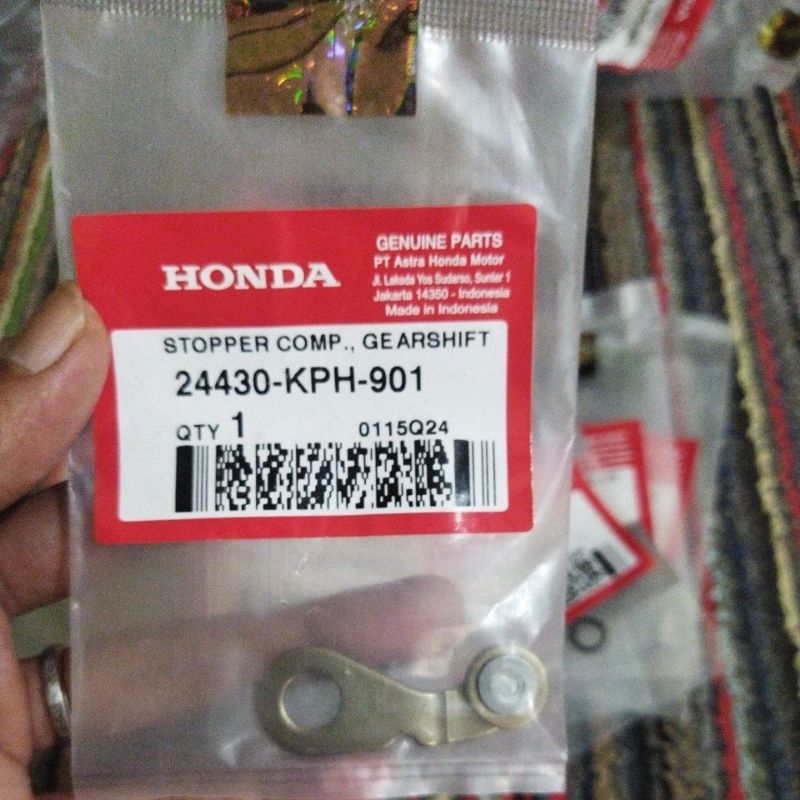 HONDA
GENUINE PARTS
PT Astra Honda Motor
Jl. Laksda Yos Sudarso, Sunter 1
Jakarta 14350 - Indonesia
Made in Indonesia
STOPPER COMP., GEARSHIFT
24430-KPH-901
QTY 1 0115Q24
HONDA